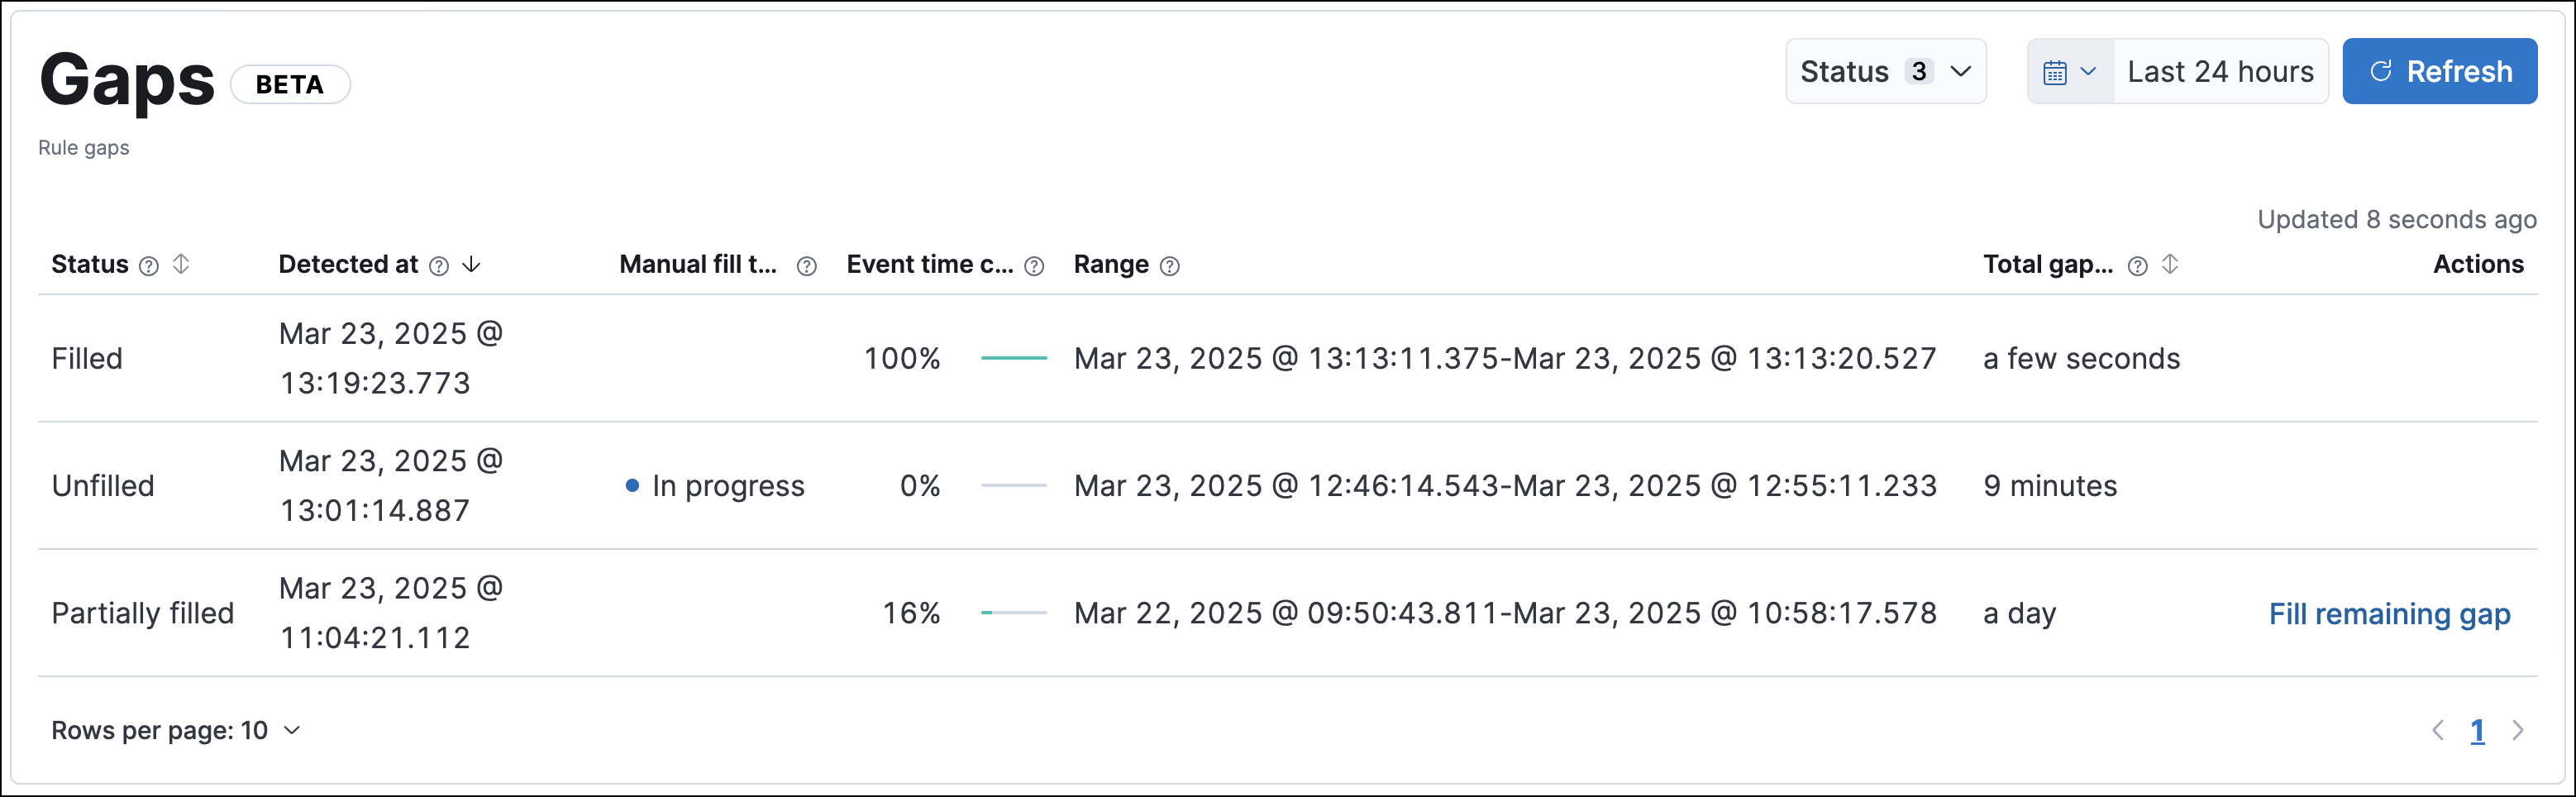 Gaps BETA
Status 3 Last 24 hours Refresh
Rule gaps
Updated 8 seconds ago
Status Detected at Manual fill t... Event time c... Range Total gap... Actions
Filled Mar 23, 2025 @ 13:19:23.773 100% Mar 23, 2025 @ 13:13:11.375-Mar 23, 2025 @ 13:13:20.527 a few seconds
Unfilled Mar 23, 2025 @ 13:01:14.887 In progress 0% Mar 23, 2025 @ 12:46:14.543-Mar 23, 2025 @ 12:55:11.233 9 minutes
Partially filled Mar 23, 2025 @ 11:04:21.112 16% Mar 22, 2025 @ 09:50:43.811-Mar 23, 2025 @ 10:58:17.578 a day Fill remaining gap
Rows per page: 10 1